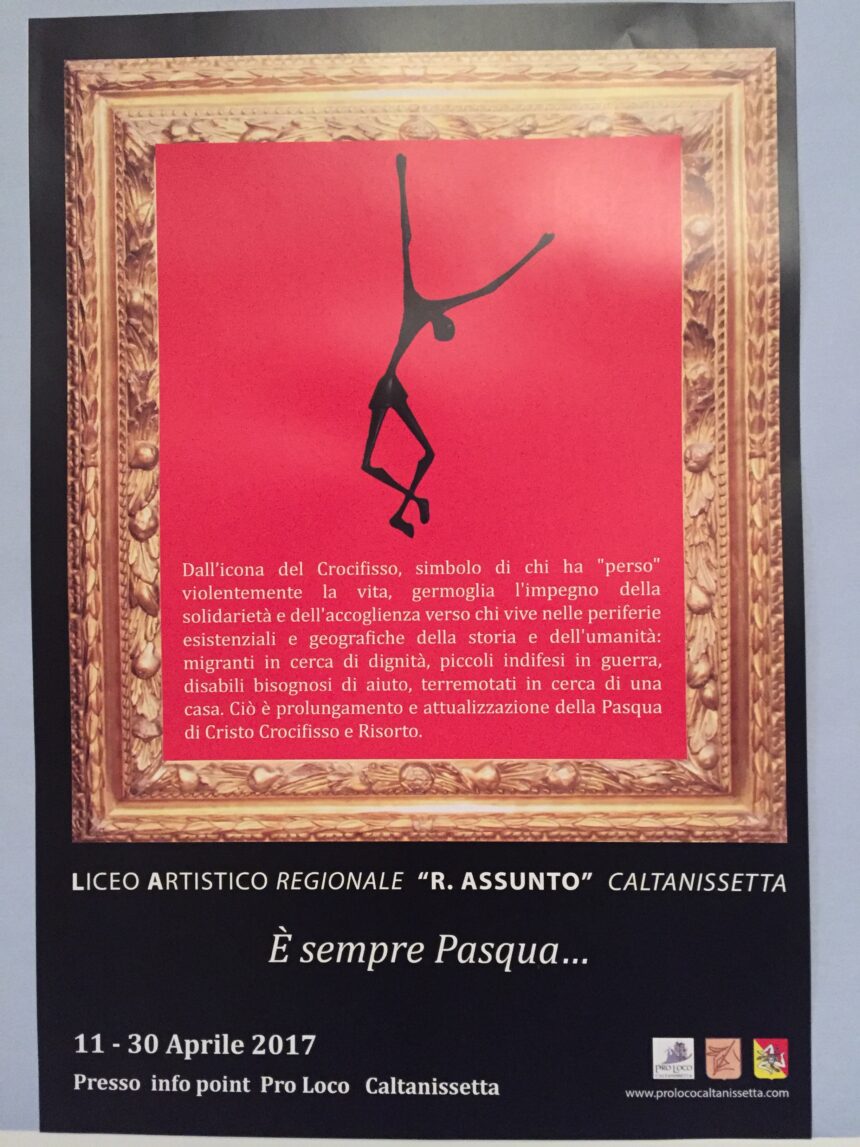 Dall'icona del Crocifisso, simbolo di chi ha "perso"
violentemente la vita, germoglia l'impegno della
solidarietà e dell'accoglienza verso chi vive nelle periferie
esistenziali e geografiche della storia e dell'umanità:
migranti in cerca di dignità, piccoli indifesi in guerra,
disabili bisognosi di aiuto, terremotati in cerca di una
casa. Ciò è prolungamento e attualizzazione della Pasqua
di Cristo Crocifisso e Risorto.
LICEO ARTISTICO REGIONALE "R. ASSUNTO" CALTANISSETTA
È sempre Pasqua...
11 - 30 Aprile 2017
Presso info point Pro Loco Caltanissetta
PRO LOCO
CALTANISSETTA
www.prolococaltanissetta.com